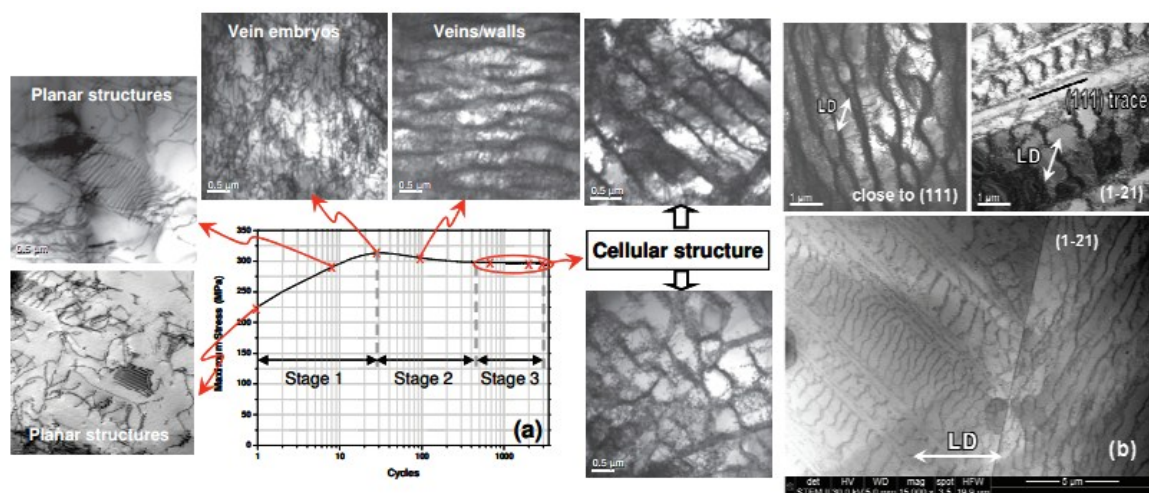 Vein embryos
0.5 µm
Veins/walls
0.5 µm
0.5 µm
LD
close to (111)
1 µm
(111) trace
LD
(1-21)
1 µm
Planar structures
0.5 µm
Planar structures
Maximum Stress (MPa)
350
300
250
200
150
100
50
0
Stage 1
Stage 2
Stage 3
(a)
1
10
100
1000
Cycles
Cellular structure
0.5 µm
(1-21)
LD
(b)
det
HV
WD
mag
spot
HFW
5 µm